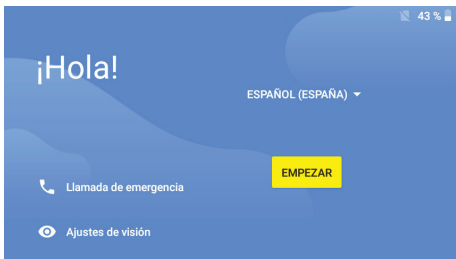 43 %
¡Hola!
ESPAÑOL (ESPAÑA)
EMPEZAR
Llamada de emergencia
Ajustes de visión